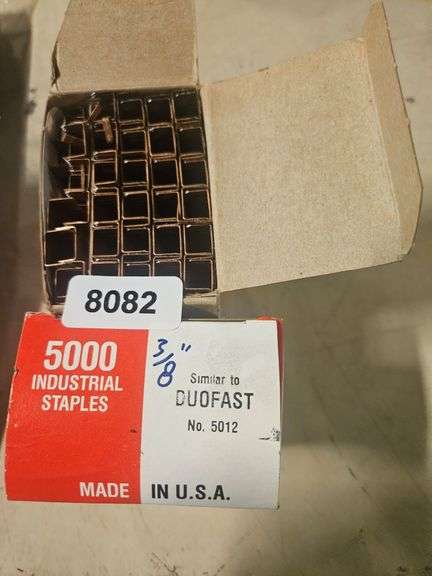 8082
5000
INDUSTRIAL
STAPLES
3/8"
Similar to
DUOFAST
No. 5012
MADE IN U.S.A.